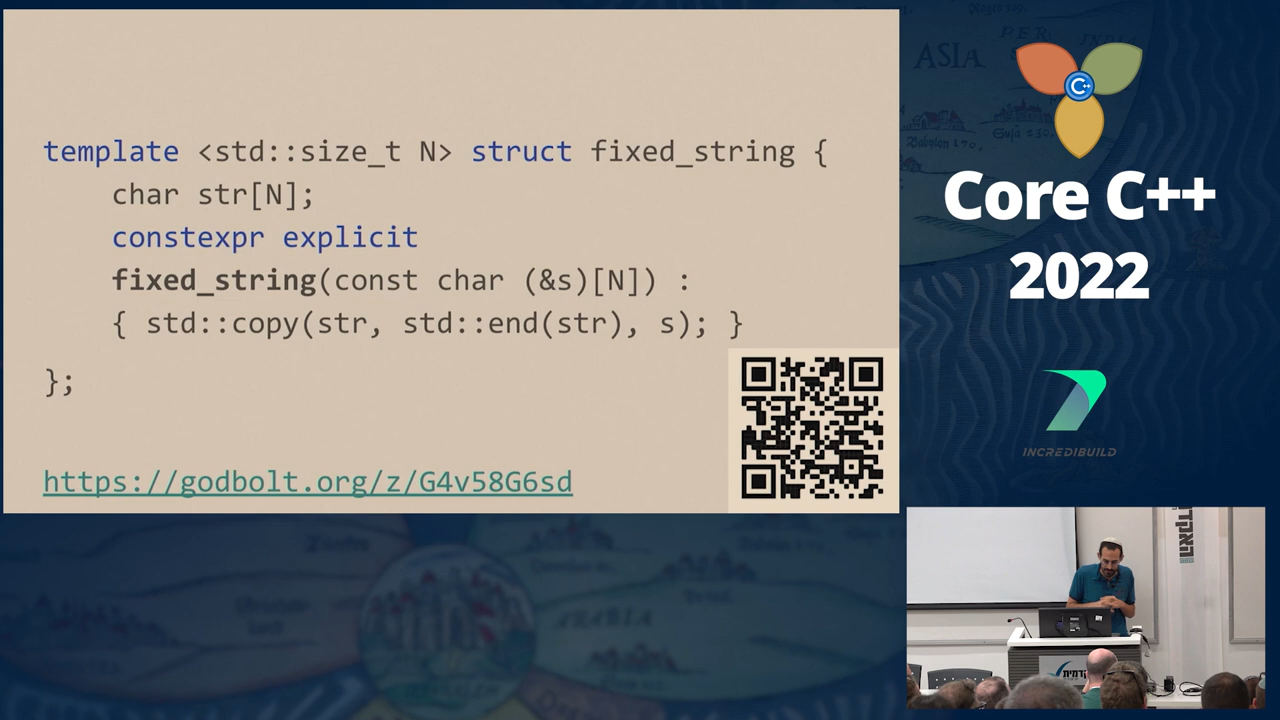 template <std::size_t N> struct fixed_string {
char str[N];
constexpr explicit
fixed_string(const char (&s)[N]) :
{ std::copy(str, std::end(str), s); }
};
https://godbolt.org/z/G4v58G6sd
ASIA
C++
Core C++
2022
INCREDIBUILD
ARABIA